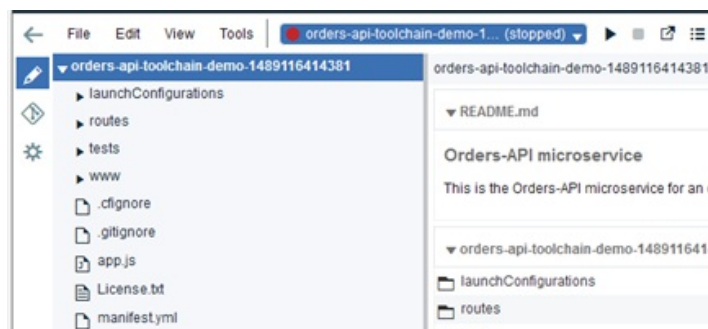 File Edit View Tools orders-api-toolchain-demo-1... (stopped)
orders-api-toolchain-demo-1489116414381
launchConfigurations
routes
tests
www
.cfignore
.gitignore
app.js
License.txt
manifest.yml
orders-api-toolchain-demo-1489116414381
README.md
Orders-API microservice
This is the Orders-API microservice for an
orders-api-toolchain-demo-148911641
launchConfigurations
routes